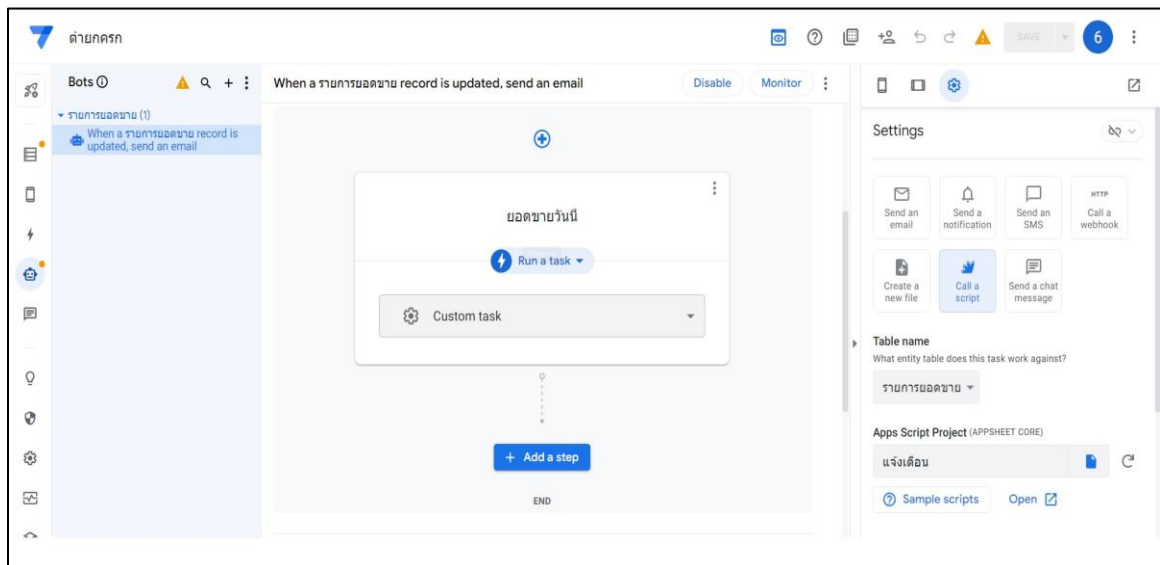 ด่ายกครก
SAVE
6
Bots
รายการยอดขาย (1)
When a รายการยอดขาย record is
updated, send an email
When a รายการยอดขาย record is updated, send an email
Disable
Monitor
ยอดขายวันนี้
Run a task
Custom task
+ Add a step
END
Settings
Send an
email
Send a
notification
Send an
SMS
HTTP
Call a
webhook
Create a
new file
Call a
script
Send a chat
message
Table name
What entity table does this task work against?
รายการยอดขาย
Apps Script Project (APPSHEET CORE)
แจ้งเตือน
Sample scripts
Open